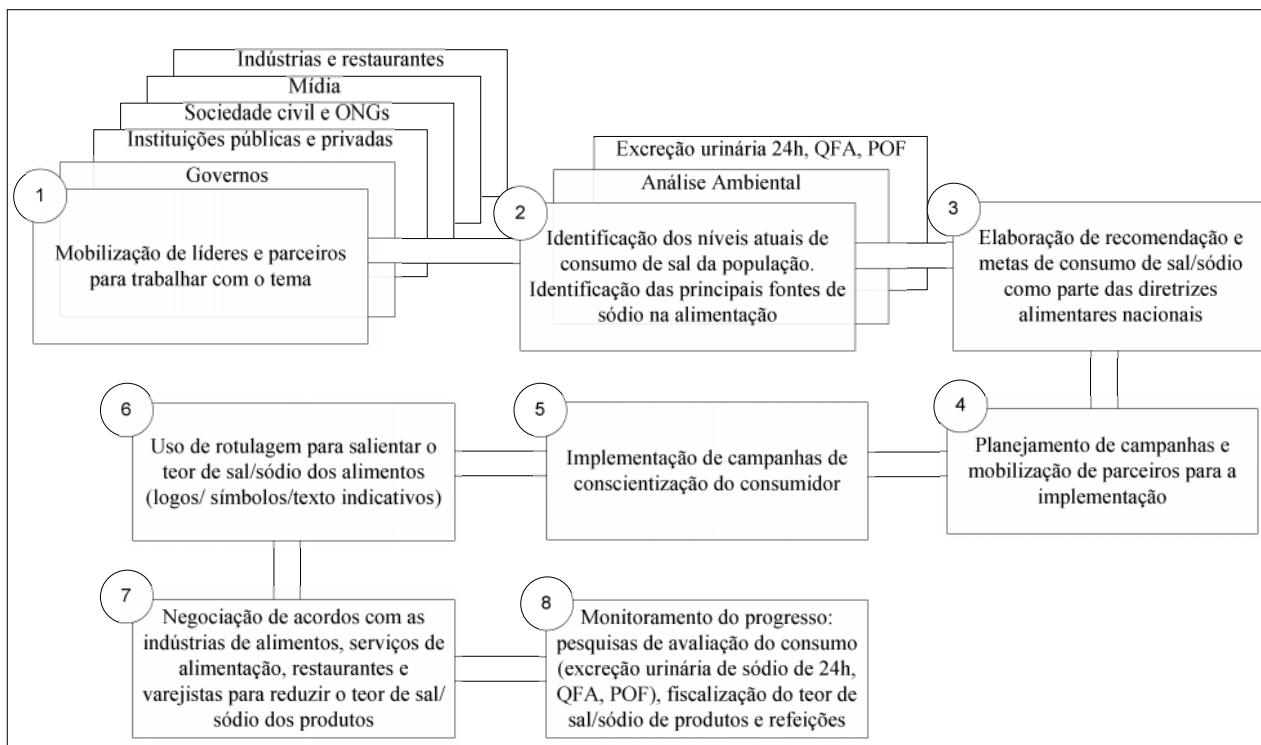 Indústrias e restaurantes
Mídia
Sociedade civil e ONGs
Instituições públicas e privadas
Governos
1
Mobilização de líderes e parceiros
para trabalhar com o tema
Excreção urinária 24h, QFA, POF
Análise Ambiental
2
Identificação dos níveis atuais de
consumo de sal da população.
Identificação das principais fontes de
sódio na alimentação
3
Elaboração de recomendação e
metas de consumo de sal/sódio
como parte das diretrizes
alimentares nacionais
4
Planejamento de campanhas e
mobilização de parceiros para a
implementação
5
Implementação de campanhas de
conscientização do consumidor
6
Uso de rotulagem para salientar o
teor de sal/sódio dos alimentos
(logos/ símbolos/texto indicativos)
7
Negociação de acordos com as
indústrias de alimentos, serviços de
alimentação, restaurantes e
varejistas para reduzir o teor de sal/
sódio dos produtos
8
Monitoramento do progresso:
pesquisas de avaliação do consumo
(excreção urinária de sódio de 24h,
QFA, POF), fiscalização do teor de
sal/sódio de produtos e refeições